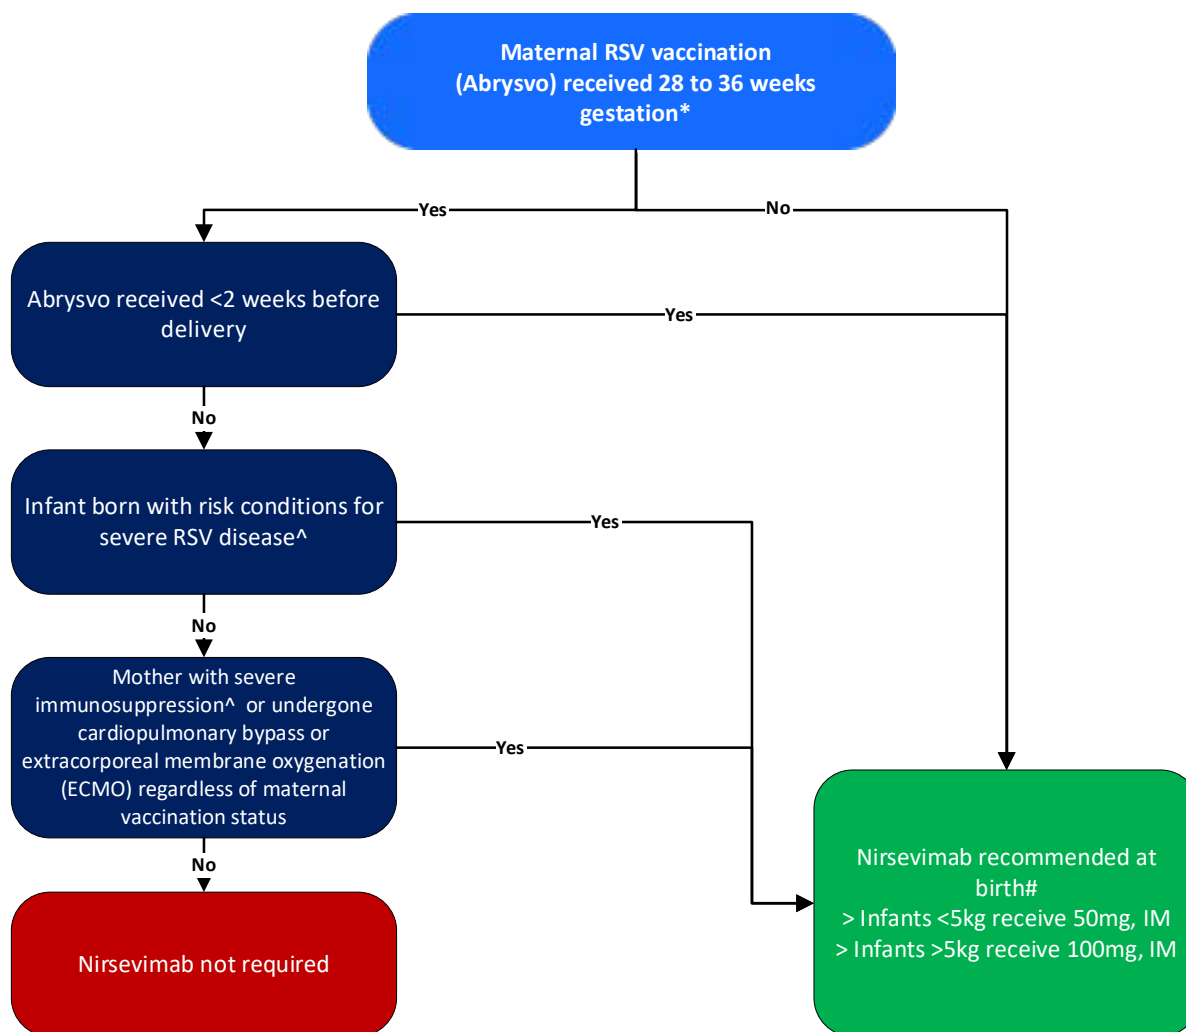 Maternal RSV vaccination
(Abrysvo) received 28 to 36 weeks
gestation*
Yes
No
Abrysvo received <2 weeks before
delivery
Yes
No
Infant born with risk conditions for
severe RSV disease^
Yes
No
Mother with severe
immunosuppression^ or undergone
cardiopulmonary bypass or
extracorporeal membrane oxygenation
(ECMO) regardless of maternal
vaccination status
Yes
No
Nirsevimab recommended at
birth#
> Infants <5kg receive 50mg, IM
> Infants >5kg receive 100mg, IM
Nirsevimab not required